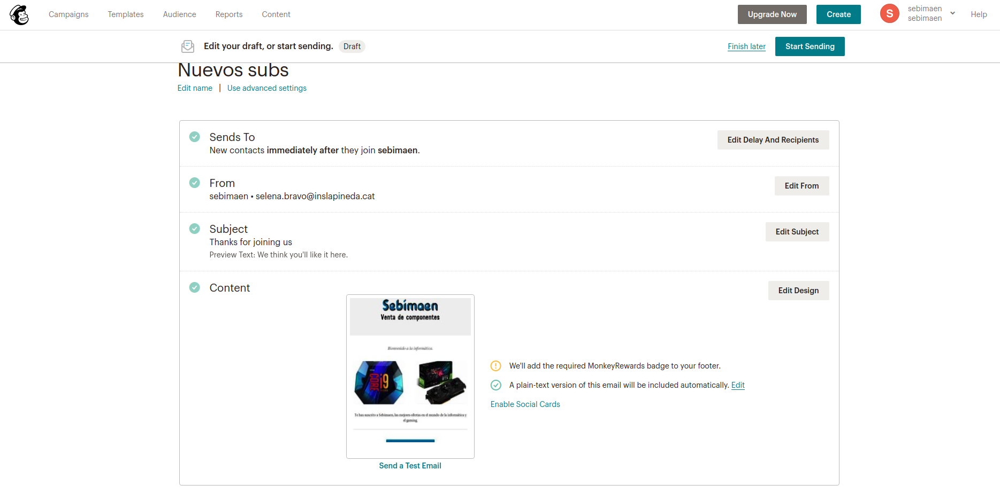 Campaigns Templates Audience Reports Content Upgrade Now Create S sebimaen Help
sebimaen
Edit your draft, or start sending. Draft Finish later Start Sending
Nuevos subs
Edit name | Use advanced settings
Sends To Edit Delay And Recipients
New contacts immediately after they join sebimaen.
From Edit From
sebimaen • selena.bravo@inslapineda.cat
Subject Edit Subject
Thanks for joining us
Preview Text: We think you'll like it here.
Content Edit Design
Sebimaen
Venta de componentes
Bienvenido a la informática.
CORE i9
RTX
Te has suscrito a Sebimaen, las mejores ofertas en el mundo de la informática y
el gaming
We'll add the required MonkeyRewards badge to your footer.
A plain-text version of this email will be included automatically. Edit
Enable Social Cards
Send a Test Email